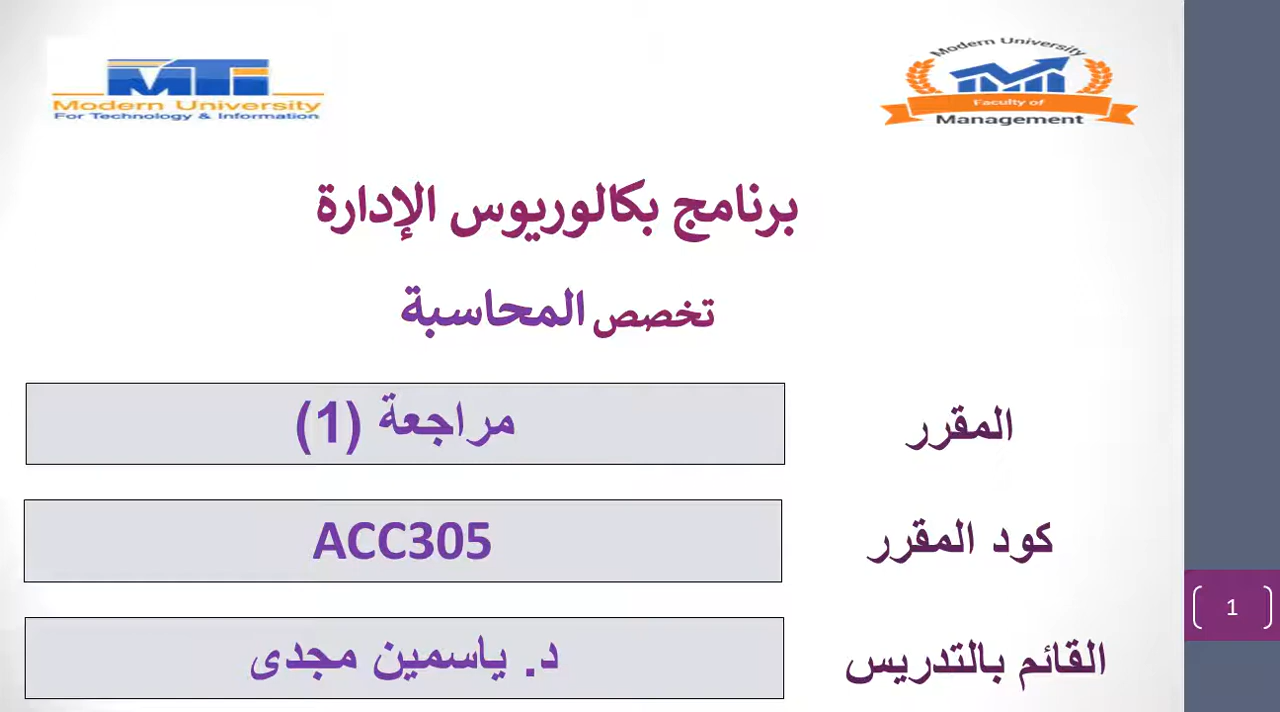 MTi
Modern University
For Technology & Information
Modern University
Faculty of
Management
برنامج بكالوريوس الإدارة
تخصص المحاسبة
المقرر
مراجعة (1)
كود المقرر
ACC305
القائم بالتدريس
د. ياسمين مجدى
1